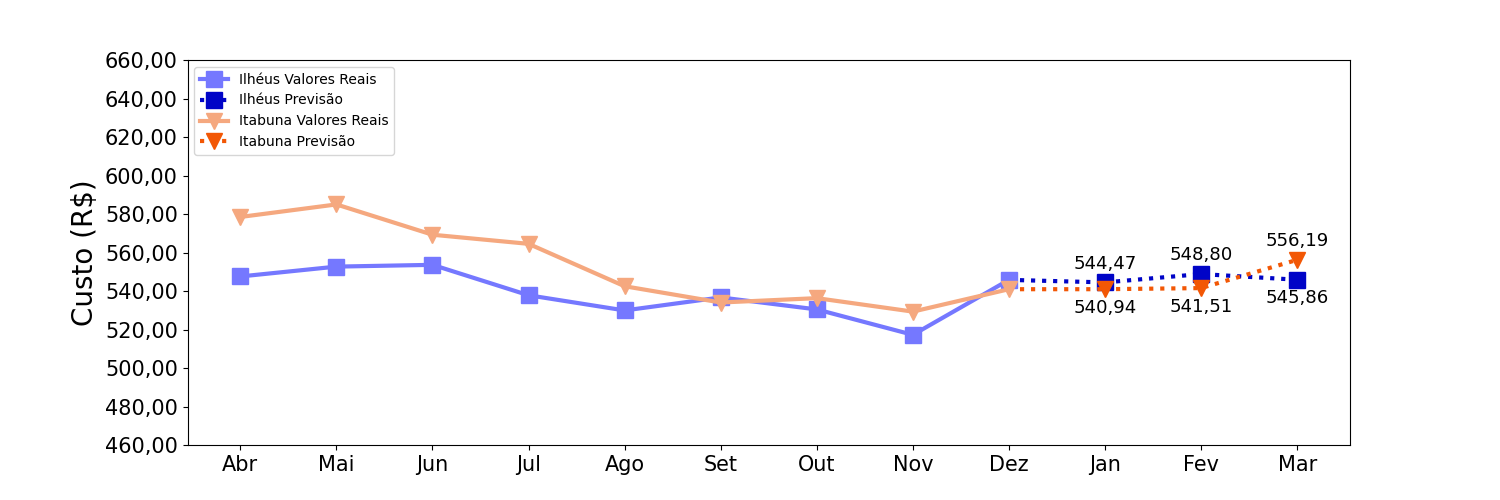 660,00
640,00
620,00
600,00
580,00
560,00
540,00
520,00
500,00
480,00
460,00
Custo (R$)
Ilhéus Valores Reais
Ilhéus Previsão
Itabuna Valores Reais
Itabuna Previsão
544,47
548,80
556,19
540,94
541,51
545,86
Abr Mai Jun Jul Ago Set Out Nov Dez Jan Fev Mar